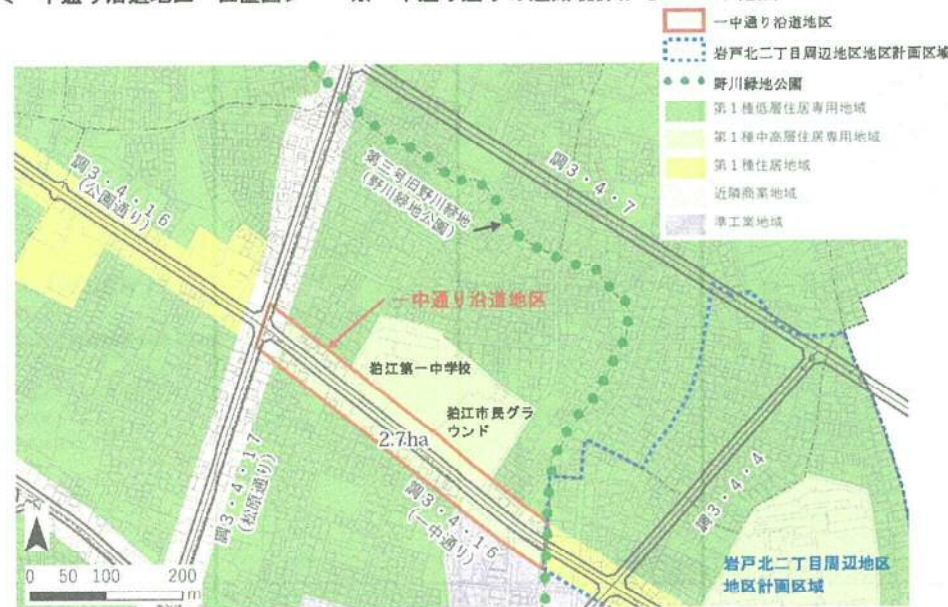 一中通り沿道地区
岩戸北二丁目周辺地区地区計画区域
野川緑地公園
第1種低層住居専用地域
第1種中高層住居専用地域
第1種住居地域
近隣商業地域
準工業地域
調3・4・7
調3・4・16
(公園通り)
第三号旧野川緑地
(野川緑地公園)
一中通り沿道地区
狛江第一中学校
狛江市民グラ
ウンド
2.7ha
調3・4・17
(松原通り)
調3・4・16
(一中通り)
調3・4・4
岩戸北二丁目周辺地区
地区計画区域
N
0 50 100 200
m